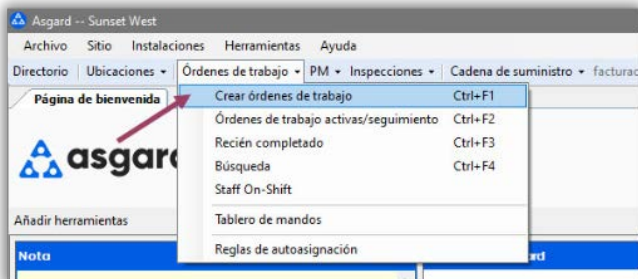 Asgard -- Sunset West
Archivo Sitio Instalaciones Herramientas Ayuda
Directorio Ubicaciones Órdenes de trabajo PM Inspecciones Cadena de suministro
Página de bienvenida
Crear órdenes de trabajo Ctrl+F1
Órdenes de trabajo activas/seguimiento Ctrl+F2
Recién completado Ctrl+F3
asgard
Búsqueda Ctrl+F4
Staff On-Shift
Añadir herramientas
Tablero de mandos
Reglas de autoasignación
Nota